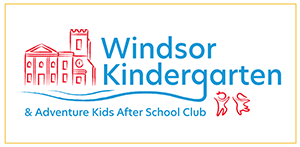 Windsor
Kindergarten
& Adventure Kids After School Club